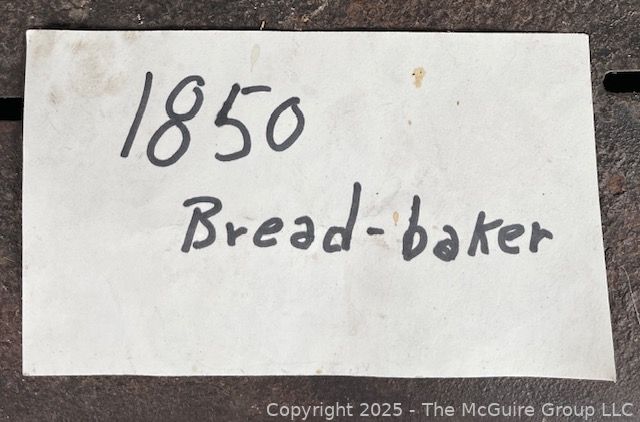 1850
Bread-baker
Copyright 2025 - The McGuire Group LLC